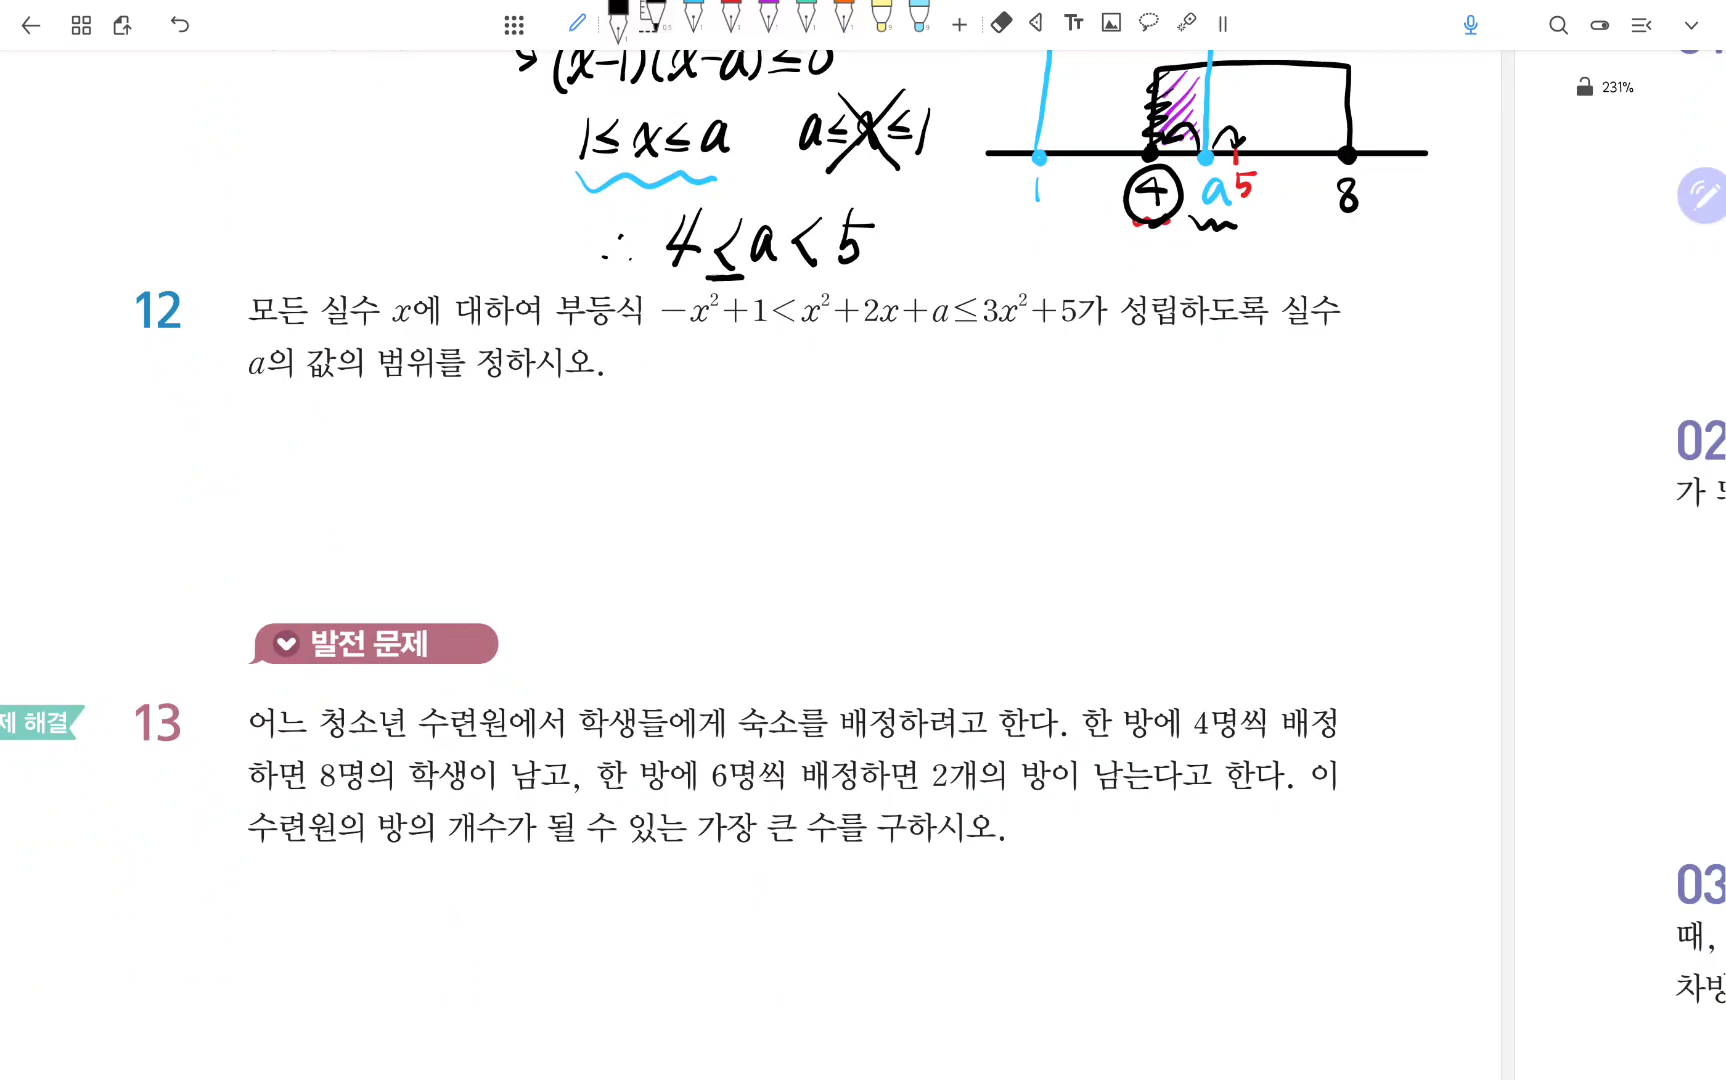 231%
(x-1)(x-a)≤0
1≤x≤a a≤x≤1
1 4 a 5 8
∴ 4≤a<5
12 모든 실수 x에 대하여 부등식 −x²+1<x²+2x+a≤3x²+5가 성립하도록 실수
a의 값의 범위를 정하시오.
발전 문제
제 해결
13 어느 청소년 수련원에서 학생들에게 숙소를 배정하려고 한다. 한 방에 4명씩 배정
하면 8명의 학생이 남고, 한 방에 6명씩 배정하면 2개의 방이 남는다고 한다. 이
수련원의 방의 개수가 될 수 있는 가장 큰 수를 구하시오.
02
가
03
때,
차방